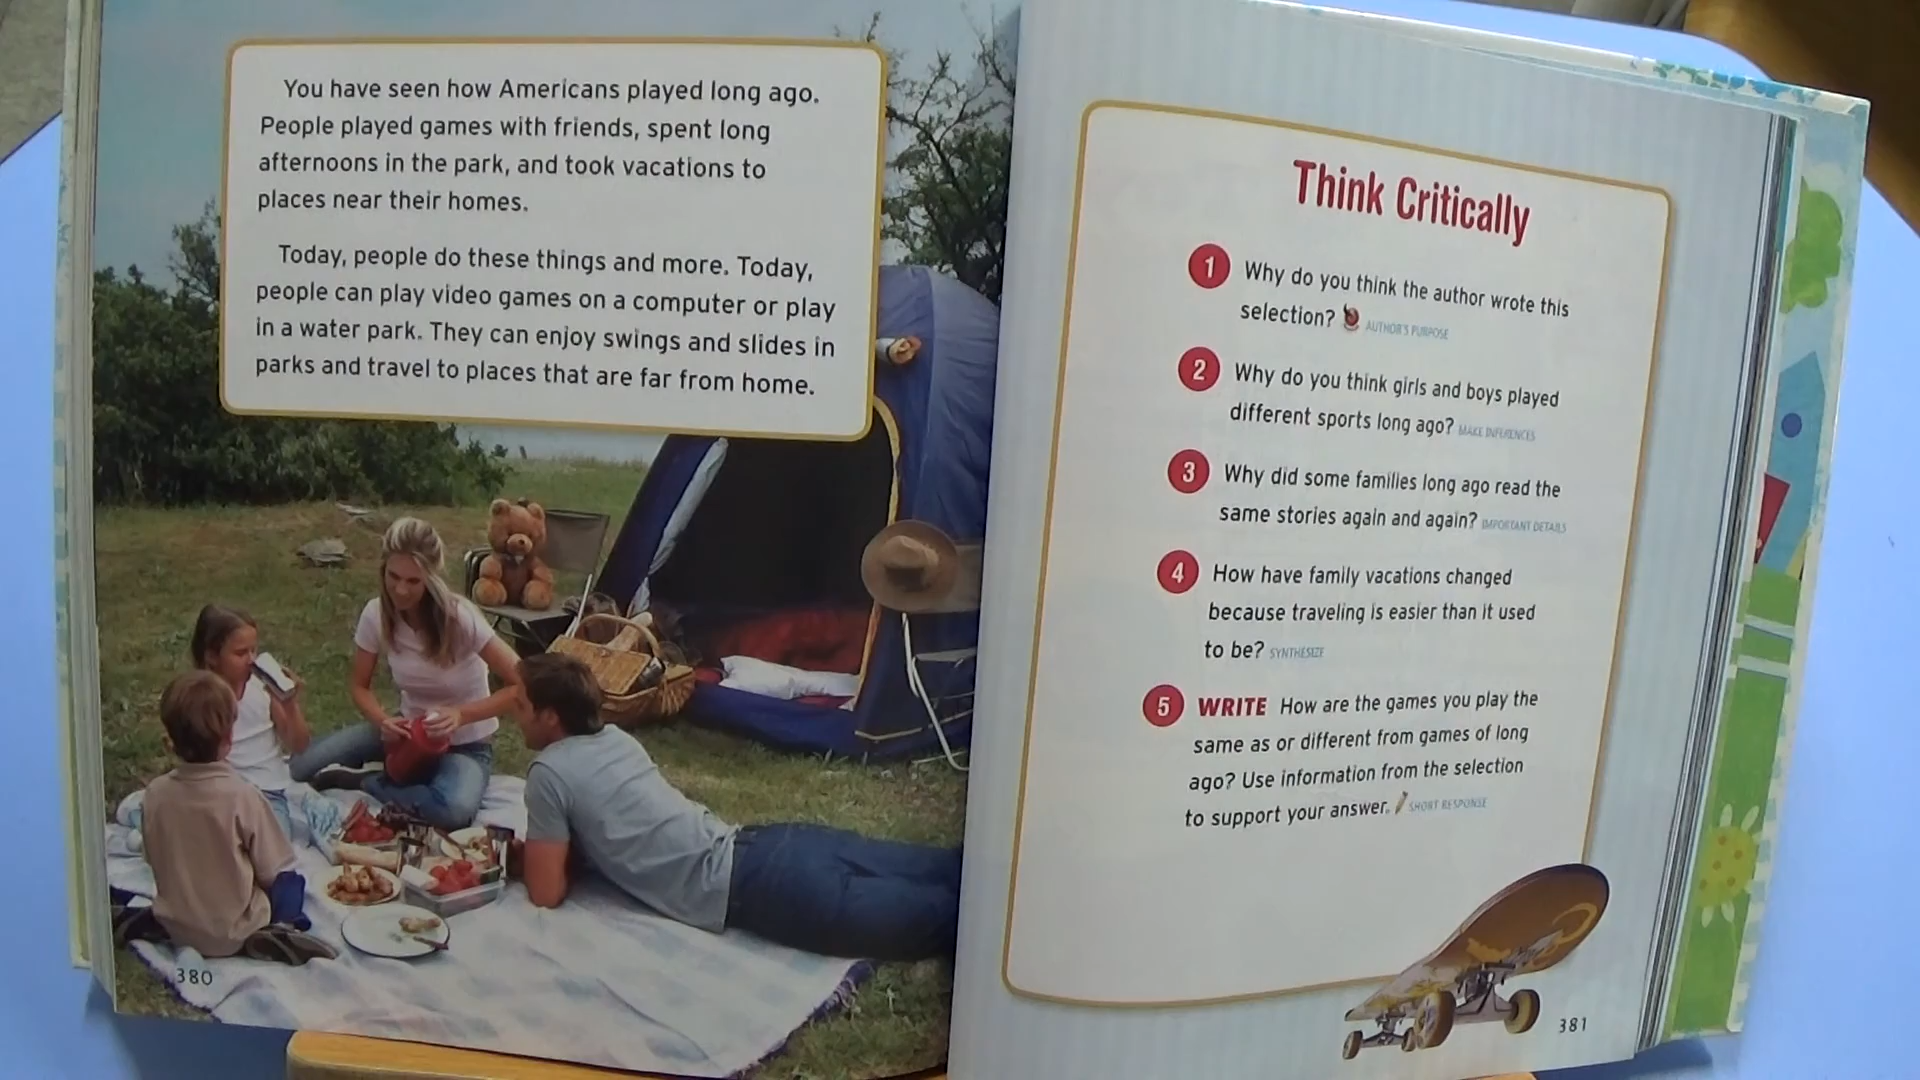 You have seen how Americans played long ago.
People played games with friends, spent long
afternoons in the park, and took vacations to
places near their homes.
Today, people do these things and more. Today,
people can play video games on a computer or play
in a water park. They can enjoy swings and slides in
parks and travel to places that are far from home.
380
Think Critically
1 Why do you think the author wrote this
selection? AUTHOR'S PURPOSE
2 Why do you think girls and boys played
different sports long ago? MAKE INFERENCES
3 Why did some families long ago read the
same stories again and again? IMPORTANT DETAILS
4 How have family vacations changed
because traveling is easier than it used
to be? SYNTHESIZE
5 WRITE How are the games you play the
same as or different from games of long
ago? Use information from the selection
to support your answer. SHORT RESPONSE
381